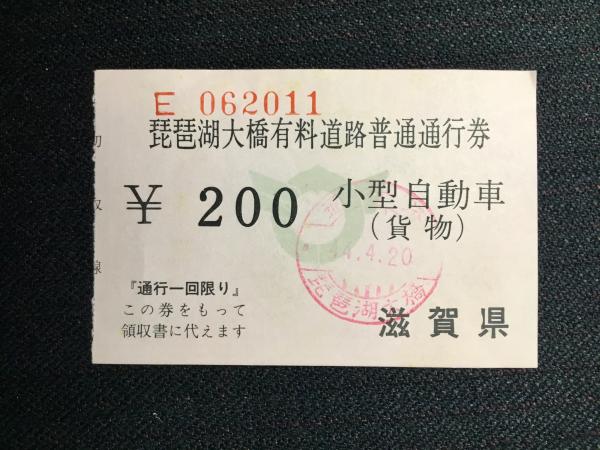 E 062011
琵琶湖大橋有料道路普通通行券
¥ 200 小型自動車
(貨物)
44.4.20
琵琶湖大橋
『通行一回限り』
この券をもって
領収書に代えます
滋賀県